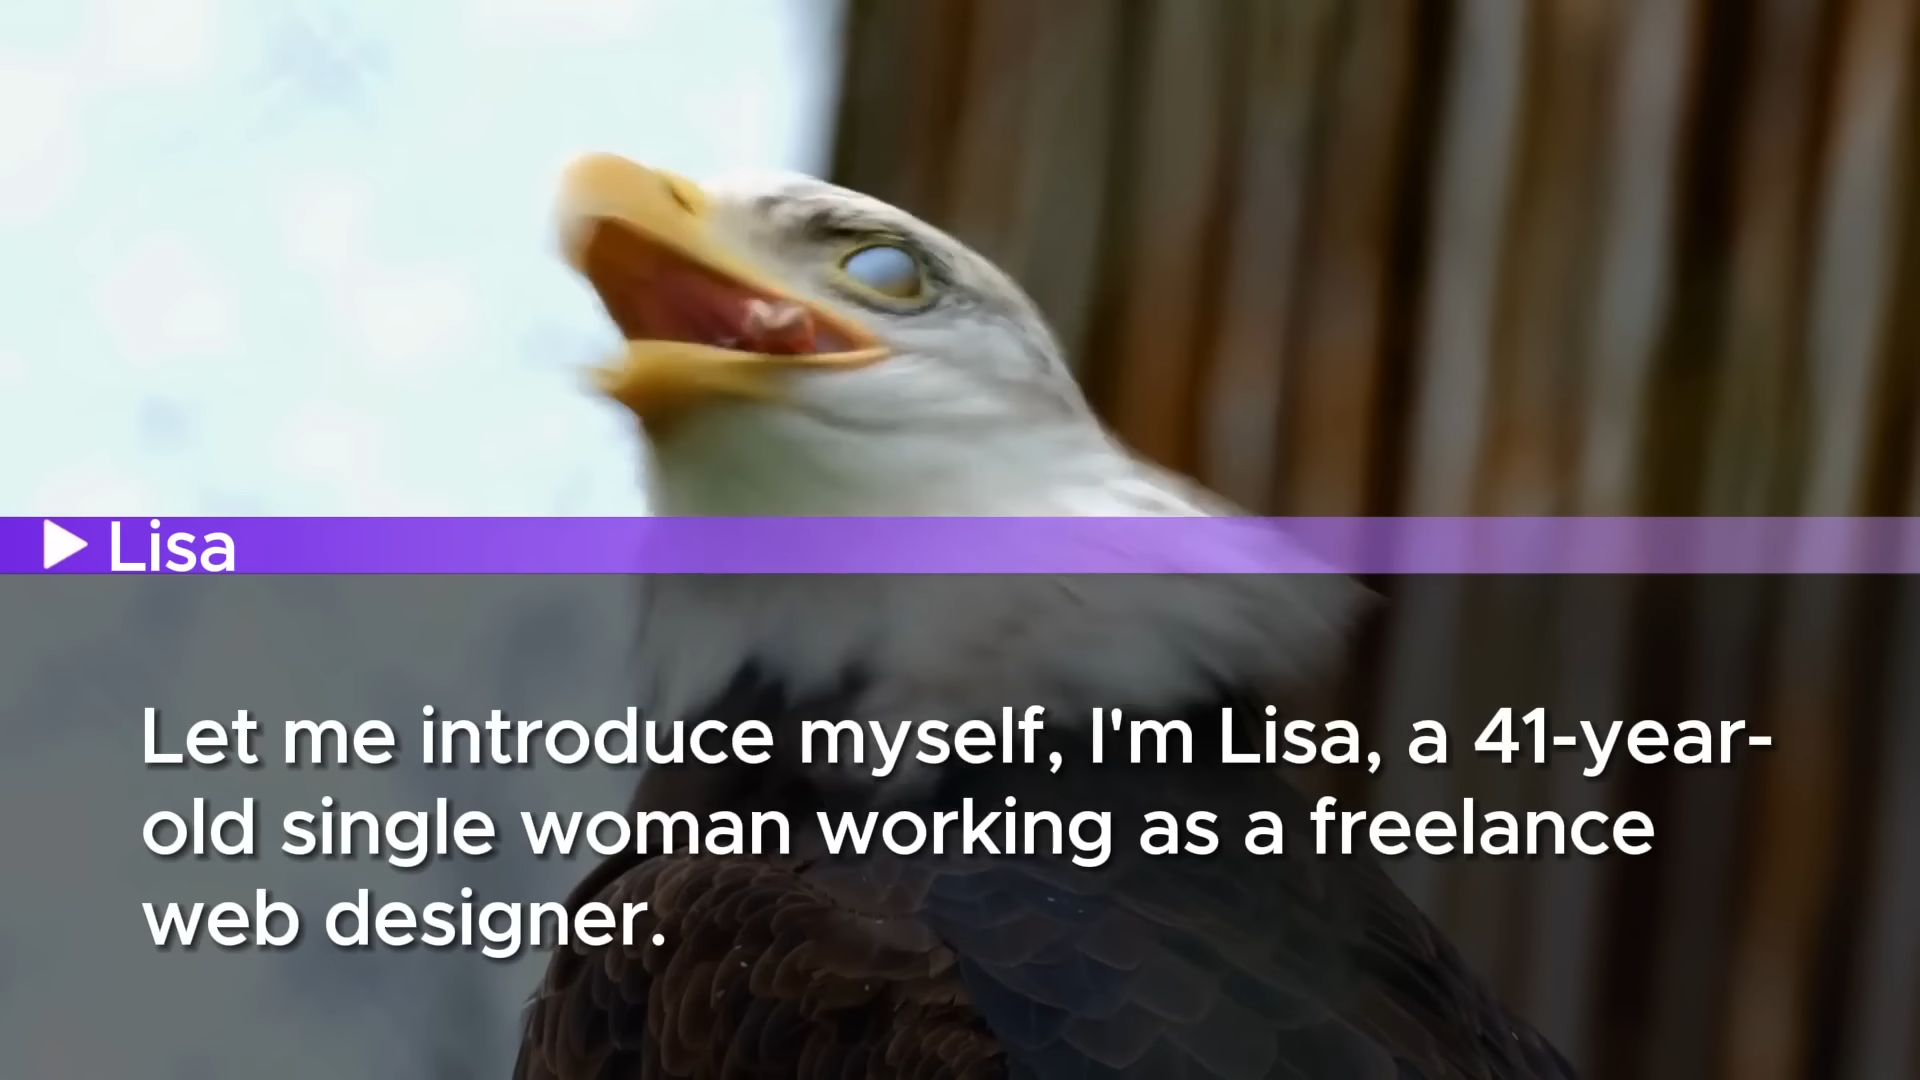 Lisa
Let me introduce myself, I'm Lisa, a 41-year-
old single woman working as a freelance
web designer.